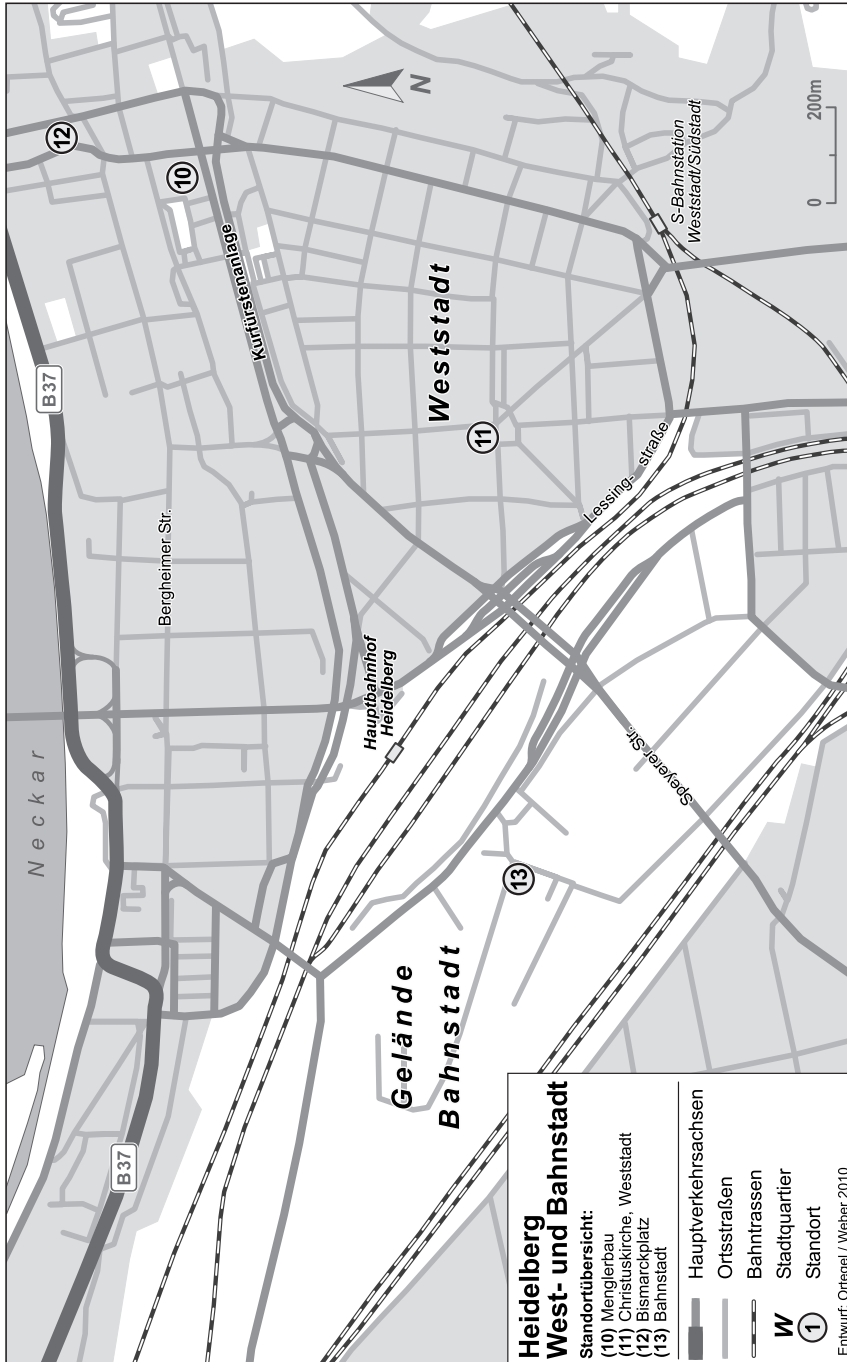 Heidelberg
West- und Bahnstadt
Standortübersicht:
(10) Menglerbau
(11) Christuskirche, Weststadt
(12) Bismarckplatz
(13) Bahnstadt
Hauptverkehrsachsen
Ortsstraßen
Bahntrassen
W Stadtquartier
1 Standort
Entwurf: Ortegel / Weber 2010
Neckar
B37
B37
Bergheimer Str.
Kurfürstenanlage
Hauptbahnhof
Heidelberg
Weststadt
Lessing-
straße
Speyerer Str.
Gelände
Bahnstadt
S-Bahnstation
Weststadt/Südstadt
10
11
12
13
N
0 200m